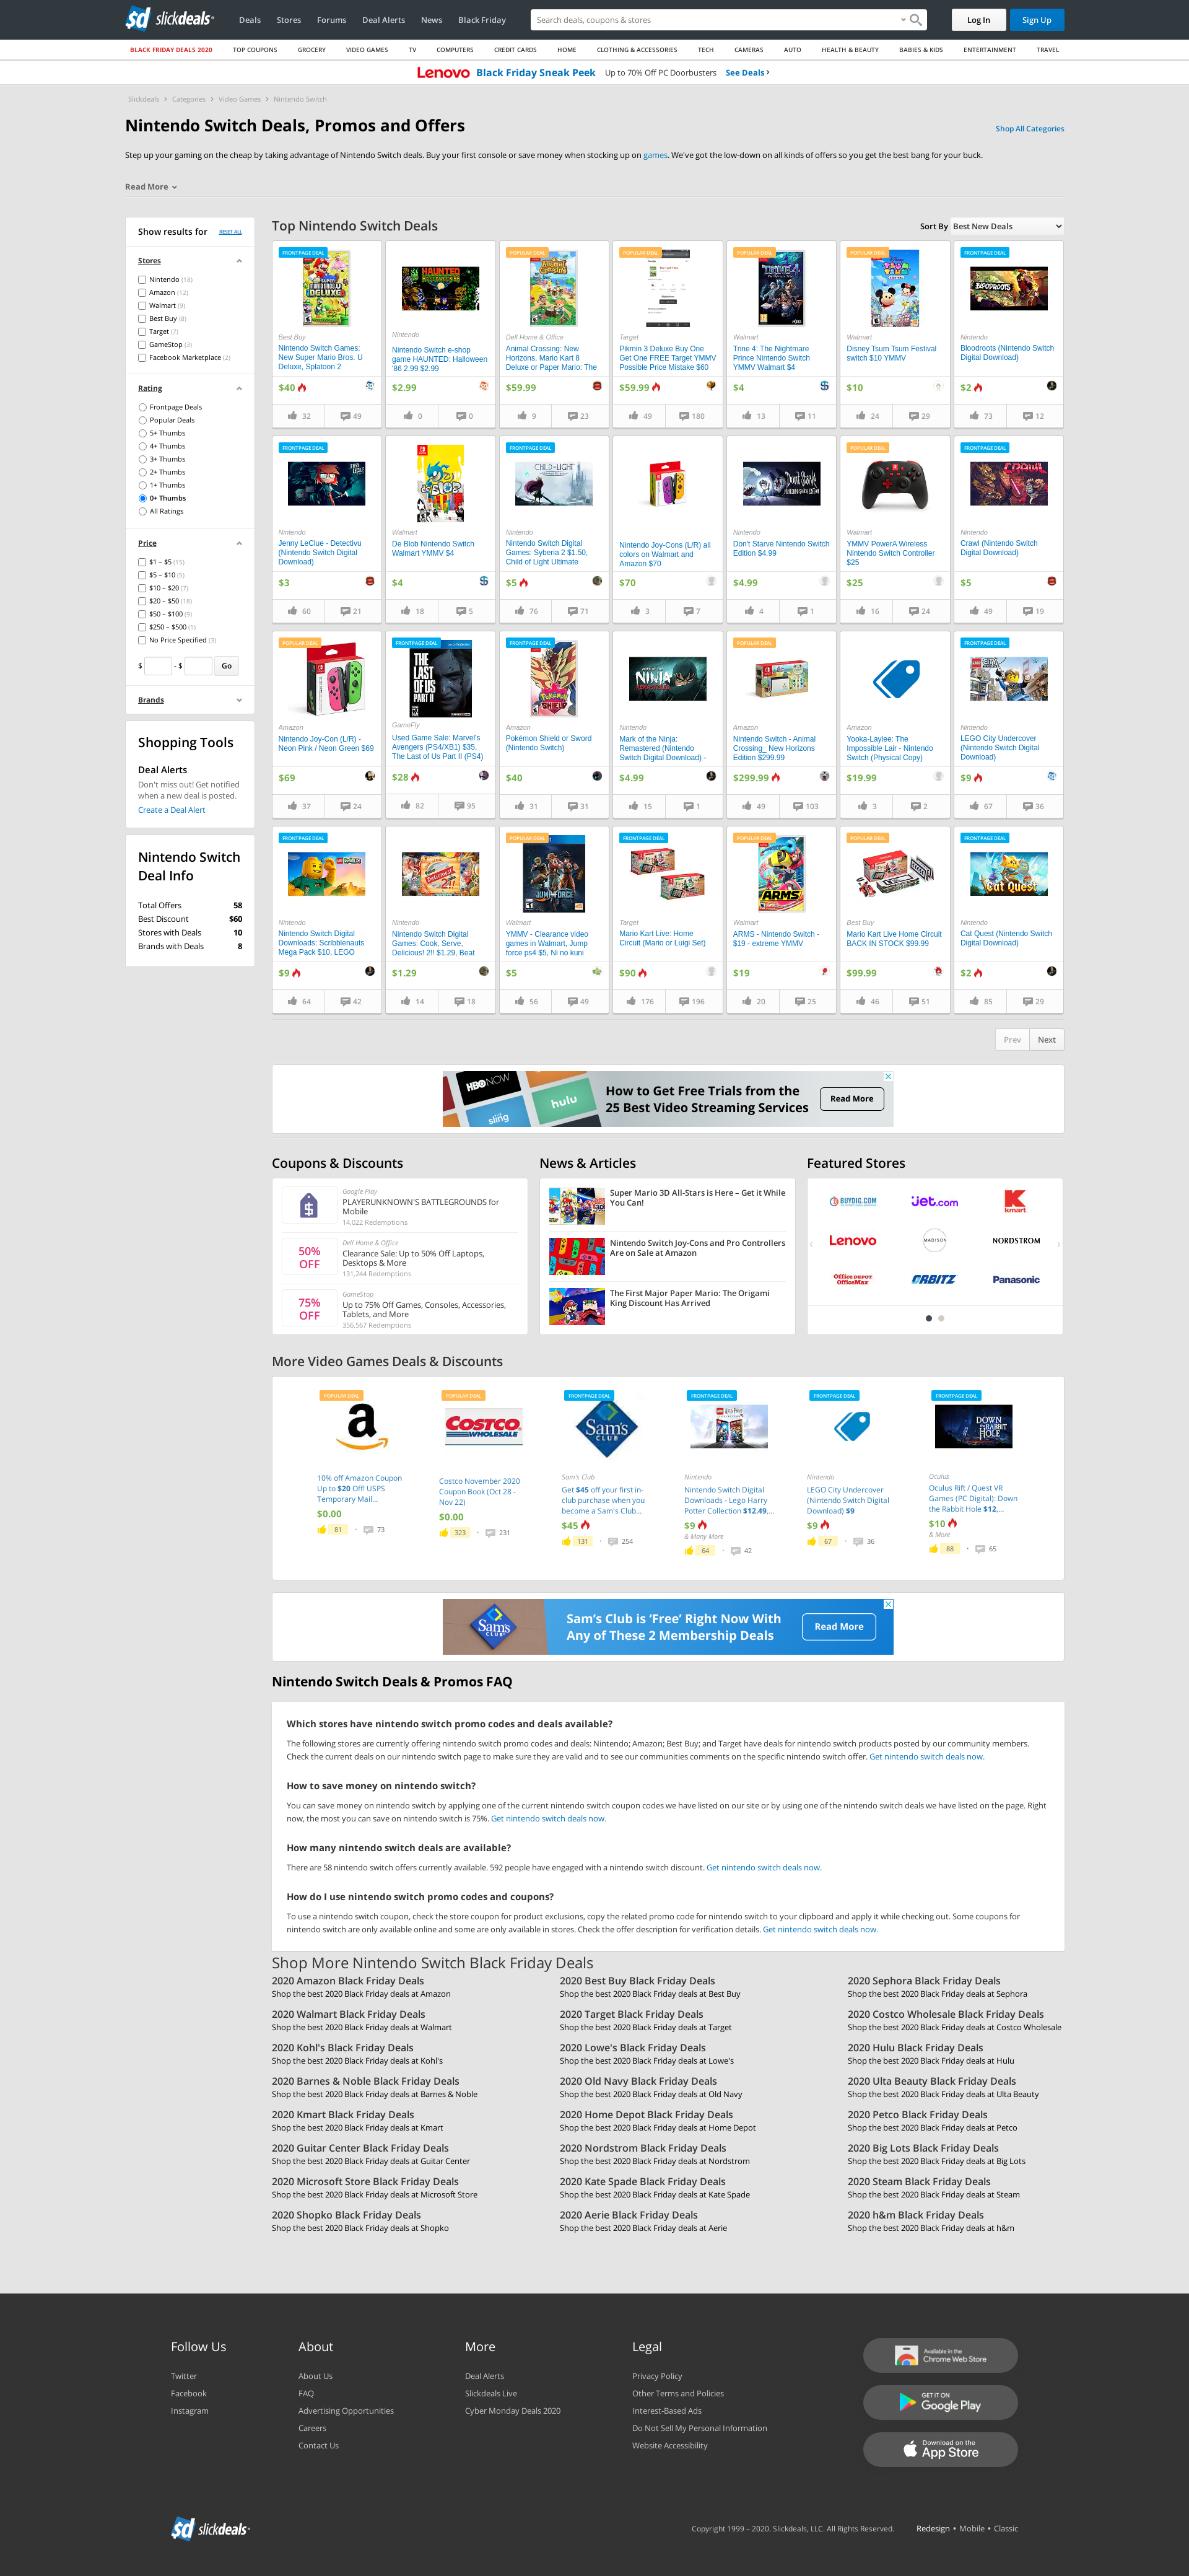 slickdeals
Deals Stores Forums Deal Alerts News Black Friday
Search deals, coupons & stores
Log In Sign Up
BLACK FRIDAY DEALS 2020 TOP COUPONS GROCERY VIDEO GAMES TV COMPUTERS CREDIT CARDS HOME CLOTHING & ACCESSORIES TECH CAMERAS AUTO HEALTH & BEAUTY BABIES & KIDS ENTERTAINMENT TRAVEL
Lenovo Black Friday Sneak Peek Up to 70% Off PC Doorbusters See Deals
Slickdeals Categories Video Games Nintendo Switch
Nintendo Switch Deals, Promos and Offers
Shop All Categories
Step up your gaming on the cheap by taking advantage of Nintendo Switch deals. Buy your first console or save money when stocking up on games. We've got the low-down on all kinds of offers so you get the best bang for your buck.
Read More
Show results for RESET ALL
Stores
Nintendo (18)
Amazon (12)
Walmart (9)
Best Buy (8)
Target (7)
GameStop (3)
Facebook Marketplace (2)
Rating
Frontpage Deals
Popular Deals
5+ Thumbs
4+ Thumbs
3+ Thumbs
2+ Thumbs
1+ Thumbs
0+ Thumbs
All Ratings
Price
$1 – $5 (15)
$5 – $10 (5)
$10 – $20 (7)
$20 – $50 (18)
$50 – $100 (9)
$250 – $500 (1)
No Price Specified (3)
$ - $ Go
Brands
Shopping Tools
Deal Alerts
Don't miss out! Get notified
when a new deal is posted.
Create a Deal Alert
Nintendo Switch
Deal Info
Total Offers 58
Best Discount $60
Stores with Deals 10
Brands with Deals 8
Top Nintendo Switch Deals
Sort By Best New Deals
FRONTPAGE DEAL
Best Buy
Nintendo Switch Games:
New Super Mario Bros. U
Deluxe, Splatoon 2
$40
32 49
Nintendo
Nintendo Switch e-shop
game HAUNTED: Halloween
'86 2.99 $2.99
$2.99
0 0
POPULAR DEAL
Dell Home & Office
Animal Crossing: New
Horizons, Mario Kart 8
Deluxe or Paper Mario: The
$59.99
9 23
POPULAR DEAL
Target
Pikmin 3 Deluxe Buy One
Get One FREE Target YMMV
Possible Price Mistake $60
$59.99
49 180
POPULAR DEAL
Walmart
Trine 4: The Nightmare
Prince Nintendo Switch
YMMV Walmart $4
$4
13 11
POPULAR DEAL
Walmart
Disney Tsum Tsum Festival
switch $10 YMMV
$10
24 29
FRONTPAGE DEAL
BLOODROOTS
Nintendo
Bloodroots (Nintendo Switch
Digital Download)
$2
73 12
FRONTPAGE DEAL
Nintendo
Jenny LeClue - Detectivu
(Nintendo Switch Digital
Download)
$3
60 21
Walmart
De Blob Nintendo Switch
Walmart YMMV $4
$4
18 5
FRONTPAGE DEAL
CHILD of LIGHT
Nintendo
Nintendo Switch Digital
Games: Syberia 2 $1.50,
Child of Light Ultimate
$5
76 71
Nintendo Joy-Cons (L/R) all
colors on Walmart and
Amazon $70
$70
3 7
Nintendo
Don't Starve Nintendo Switch
Edition $4.99
$4.99
4 1
POPULAR DEAL
Walmart
YMMV PowerA Wireless
Nintendo Switch Controller
$25
$25
16 24
FRONTPAGE DEAL
CRAWL
Nintendo
Crawl (Nintendo Switch
Digital Download)
$5
49 19
POPULAR DEAL
Amazon
Nintendo Joy-Con (L/R) -
Neon Pink / Neon Green $69
$69
37 24
FRONTPAGE DEAL
THE LAST OF US PART II
GameFly
Used Game Sale: Marvel's
Avengers (PS4/XB1) $35,
The Last of Us Part II (PS4)
$28
82 95
FRONTPAGE DEAL
Amazon
Pokémon Shield or Sword
(Nintendo Switch)
$40
31 31
NINJA
Nintendo
Mark of the Ninja:
Remastered (Nintendo
Switch Digital Download) -
$4.99
15 1
POPULAR DEAL
Amazon
Nintendo Switch - Animal
Crossing_ New Horizons
Edition $299.99
$299.99
49 103
Amazon
Yooka-Laylee: The
Impossible Lair - Nintendo
Switch (Physical Copy)
$19.99
3 2
FRONTPAGE DEAL
Nintendo
LEGO City Undercover
(Nintendo Switch Digital
Download)
$9
67 36
FRONTPAGE DEAL
Nintendo
Nintendo Switch Digital
Downloads: Scribblenauts
Mega Pack $10, LEGO
$9
64 42
Nintendo
Nintendo Switch Digital
Games: Cook, Serve,
Delicious! 2!! $1.29, Beat
$1.29
14 18
POPULAR DEAL
JUMP FORCE
Walmart
YMMV - Clearance video
games in Walmart, Jump
force ps4 $5, Ni no kuni
$5
56 49
FRONTPAGE DEAL
Target
Mario Kart Live: Home
Circuit (Mario or Luigi Set)
$90
176 196
POPULAR DEAL
ARMS
Walmart
ARMS - Nintendo Switch -
$19 - extreme YMMV
$19
20 25
POPULAR DEAL
Best Buy
Mario Kart Live Home Circuit
BACK IN STOCK $99.99
$99.99
46 51
FRONTPAGE DEAL
Cat Quest
Nintendo
Cat Quest (Nintendo Switch
Digital Download)
$2
85 29
Prev Next
HBO NOW hulu sling
How to Get Free Trials from the
25 Best Video Streaming Services
Read More
Coupons & Discounts
Google Play
PLAYERUNKNOWN'S BATTLEGROUNDS for
Mobile
14,022 Redemptions
50%
OFF
Dell Home & Office
Clearance Sale: Up to 50% Off Laptops,
Desktops & More
131,244 Redemptions
75%
OFF
GameStop
Up to 75% Off Games, Consoles, Accessories,
Tablets, and More
356,567 Redemptions
News & Articles
Super Mario 3D All-Stars is Here – Get it While
You Can!
Nintendo Switch Joy-Cons and Pro Controllers
Are on Sale at Amazon
The First Major Paper Mario: The Origami
King Discount Has Arrived
Featured Stores
BUYDIG.COM Jet.com kmart
Lenovo MADISON NORDSTROM
Office DEPOT OfficeMax ORBITZ Panasonic
More Video Games Deals & Discounts
POPULAR DEAL
10% off Amazon Coupon
Up to $20 Off! USPS
Temporary Mail...
$0.00
81 73
POPULAR DEAL
COSTCO WHOLESALE
Costco November 2020
Coupon Book (Oct 28 -
Nov 22)
$0.00
323 231
FRONTPAGE DEAL
Sam's CLUB
Sam's Club
Get $45 off your first in-
club purchase when you
become a Sam's Club...
$45
131 254
FRONTPAGE DEAL
Nintendo
Nintendo Switch Digital
Downloads - Lego Harry
Potter Collection $12.49,...
$9
& Many More
64 42
FRONTPAGE DEAL
Nintendo
LEGO City Undercover
(Nintendo Switch Digital
Download) $9
$9
67 36
FRONTPAGE DEAL
DOWN THE RABBIT HOLE
Oculus
Oculus Rift / Quest VR
Games (PC Digital): Down
the Rabbit Hole $12,...
$10
& More
88 65
Sam's CLUB
Sam's Club is ‘Free’ Right Now With
Any of These 2 Membership Deals
Read More
Nintendo Switch Deals & Promos FAQ
Which stores have nintendo switch promo codes and deals available?
The following stores are currently offering nintendo switch promo codes and deals: Nintendo; Amazon; Best Buy; and Target have deals for nintendo switch products posted by our community members.
Check the current deals on our nintendo switch page to make sure they are valid and to see our communities comments on the specific nintendo switch offer. Get nintendo switch deals now.
How to save money on nintendo switch?
You can save money on nintendo switch by applying one of the current nintendo switch coupon codes we have listed on our site or by using one of the nintendo switch deals we have listed on the page. Right
now, the most you can save on nintendo switch is 75%. Get nintendo switch deals now.
How many nintendo switch deals are available?
There are 58 nintendo switch offers currently available. 592 people have engaged with a nintendo switch discount. Get nintendo switch deals now.
How do I use nintendo switch promo codes and coupons?
To use a nintendo switch coupon, check the store coupon for product exclusions, copy the related promo code for nintendo switch to your clipboard and apply it while checking out. Some coupons for
nintendo switch are only available online and some are only available in stores. Check the offer description for verification details. Get nintendo switch deals now.
Shop More Nintendo Switch Black Friday Deals
2020 Amazon Black Friday Deals
Shop the best 2020 Black Friday deals at Amazon
2020 Best Buy Black Friday Deals
Shop the best 2020 Black Friday deals at Best Buy
2020 Sephora Black Friday Deals
Shop the best 2020 Black Friday deals at Sephora
2020 Walmart Black Friday Deals
Shop the best 2020 Black Friday deals at Walmart
2020 Target Black Friday Deals
Shop the best 2020 Black Friday deals at Target
2020 Costco Wholesale Black Friday Deals
Shop the best 2020 Black Friday deals at Costco Wholesale
2020 Kohl's Black Friday Deals
Shop the best 2020 Black Friday deals at Kohl's
2020 Lowe's Black Friday Deals
Shop the best 2020 Black Friday deals at Lowe's
2020 Hulu Black Friday Deals
Shop the best 2020 Black Friday deals at Hulu
2020 Barnes & Noble Black Friday Deals
Shop the best 2020 Black Friday deals at Barnes & Noble
2020 Old Navy Black Friday Deals
Shop the best 2020 Black Friday deals at Old Navy
2020 Ulta Beauty Black Friday Deals
Shop the best 2020 Black Friday deals at Ulta Beauty
2020 Kmart Black Friday Deals
Shop the best 2020 Black Friday deals at Kmart
2020 Home Depot Black Friday Deals
Shop the best 2020 Black Friday deals at Home Depot
2020 Petco Black Friday Deals
Shop the best 2020 Black Friday deals at Petco
2020 Guitar Center Black Friday Deals
Shop the best 2020 Black Friday deals at Guitar Center
2020 Nordstrom Black Friday Deals
Shop the best 2020 Black Friday deals at Nordstrom
2020 Big Lots Black Friday Deals
Shop the best 2020 Black Friday deals at Big Lots
2020 Microsoft Store Black Friday Deals
Shop the best 2020 Black Friday deals at Microsoft Store
2020 Kate Spade Black Friday Deals
Shop the best 2020 Black Friday deals at Kate Spade
2020 Steam Black Friday Deals
Shop the best 2020 Black Friday deals at Steam
2020 Shopko Black Friday Deals
Shop the best 2020 Black Friday deals at Shopko
2020 Aerie Black Friday Deals
Shop the best 2020 Black Friday deals at Aerie
2020 h&m Black Friday Deals
Shop the best 2020 Black Friday deals at h&m
Follow Us
Twitter
Facebook
Instagram
About
About Us
FAQ
Advertising Opportunities
Careers
Contact Us
More
Deal Alerts
Slickdeals Live
Cyber Monday Deals 2020
Legal
Privacy Policy
Other Terms and Policies
Interest-Based Ads
Do Not Sell My Personal Information
Website Accessibility
Available in the
Chrome Web Store
GET IT ON
Google Play
Download on the
App Store
slickdeals
Copyright 1999 – 2020. Slickdeals, LLC. All Rights Reserved. Redesign • Mobile • Classic